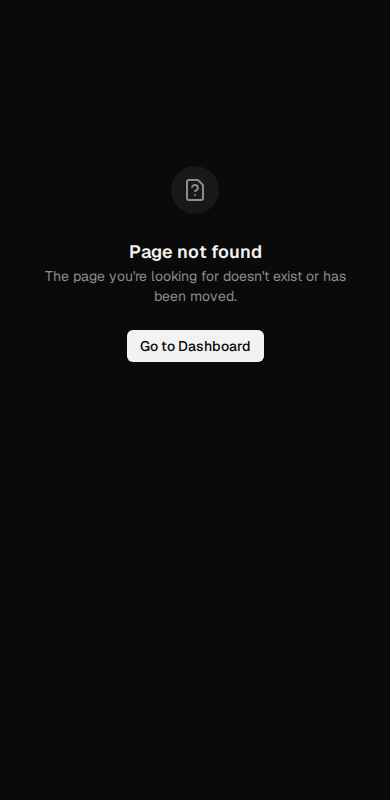 Page not found
The page you're looking for doesn't exist or has
been moved.
Go to Dashboard